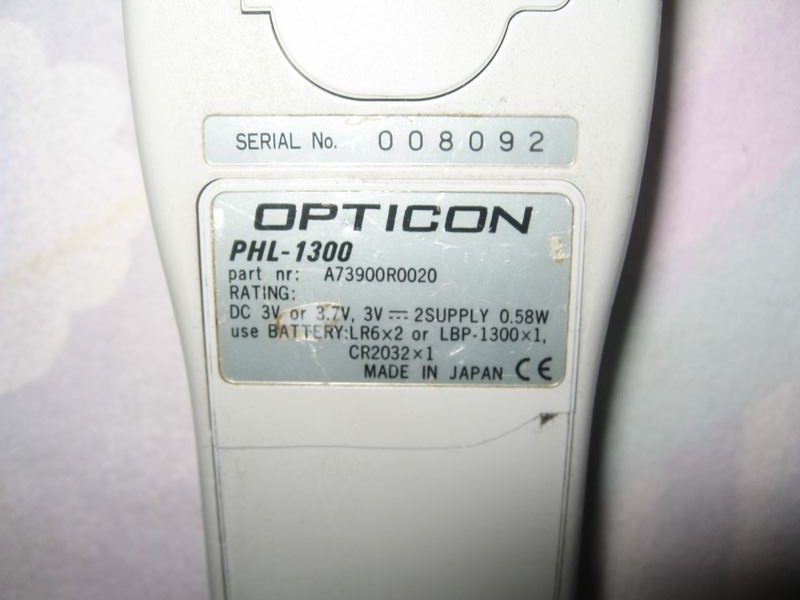 SERIAL No. 008092
OPTICON
PHL-1300
part nr: A73900R0020
RATING:
DC 3V or 3.7V, 3V⎓2SUPPLY 0.58W
use BATTERY:LR6×2 or LBP-1300×1,
CR2032×1
MADE IN JAPAN CE